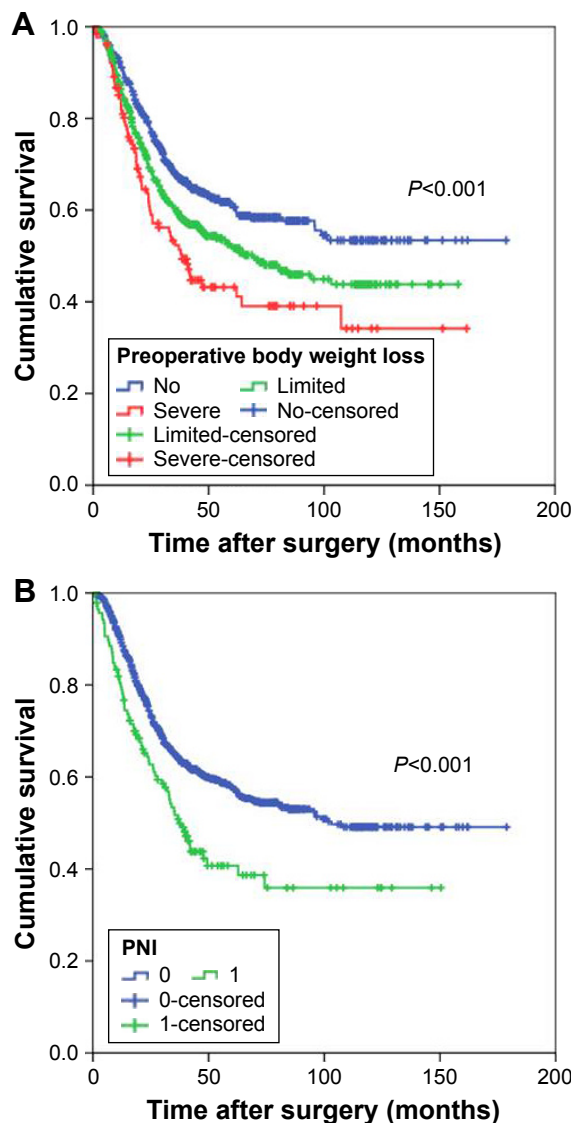 A
1.0
0.8
0.6
0.4
0.2
0.0
Cumulative survival
P<0.001
Preoperative body weight loss
No Limited
Severe No-censored
Limited-censored
Severe-censored
0 50 100 150 200
Time after surgery (months)
B
1.0
0.8
0.6
0.4
0.2
0.0
Cumulative survival
P<0.001
PNI
0 1
0-censored
1-censored
0 50 100 150 200
Time after surgery (months)